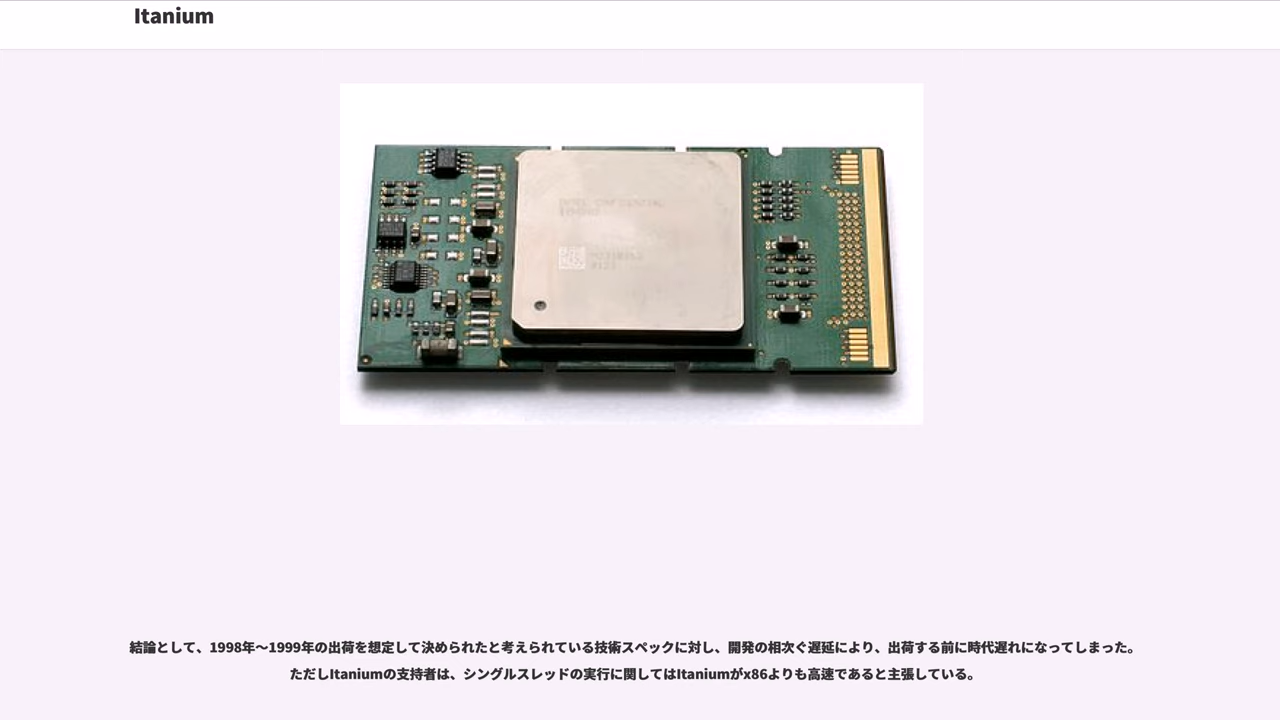 Itanium
結論として、1998年〜1999年の出荷を想定して決められたと考えられている技術スペックに対し、開発の相次ぐ遅延により、出荷する前に時代遅れになってしまった。
ただしItaniumの支持者は、シングルスレッドの実行に関してはItaniumがx86よりも高速であると主張している。